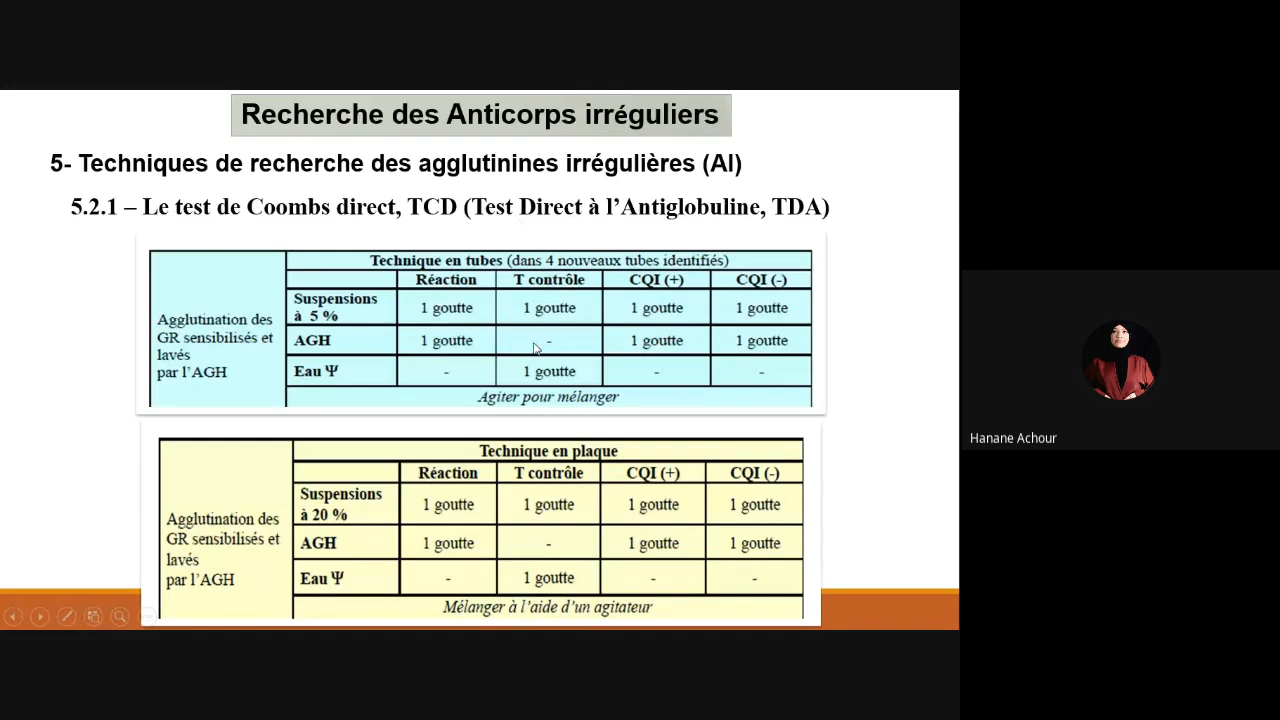 Recherche des Anticorps irréguliers
5- Techniques de recherche des agglutinines irrégulières (AI)
5.2.1 – Le test de Coombs direct, TCD (Test Direct à l’Antiglobuline, TDA)
Agglutination des
GR sensibilisés et
lavés
par l’AGH
Technique en tubes (dans 4 nouveaux tubes identifiés)
Réaction T contrôle CQI (+) CQI (-)
Suspensions
à 5 % 1 goutte 1 goutte 1 goutte 1 goutte
AGH 1 goutte - 1 goutte 1 goutte
Eau Ψ - 1 goutte - -
Agiter pour mélanger
Agglutination des
GR sensibilisés et
lavés
par l’AGH
Technique en plaque
Réaction T contrôle CQI (+) CQI (-)
Suspensions
à 20 % 1 goutte 1 goutte 1 goutte 1 goutte
AGH 1 goutte - 1 goutte 1 goutte
Eau Ψ - 1 goutte - -
Mélanger à l’aide d’un agitateur
Hanane Achour